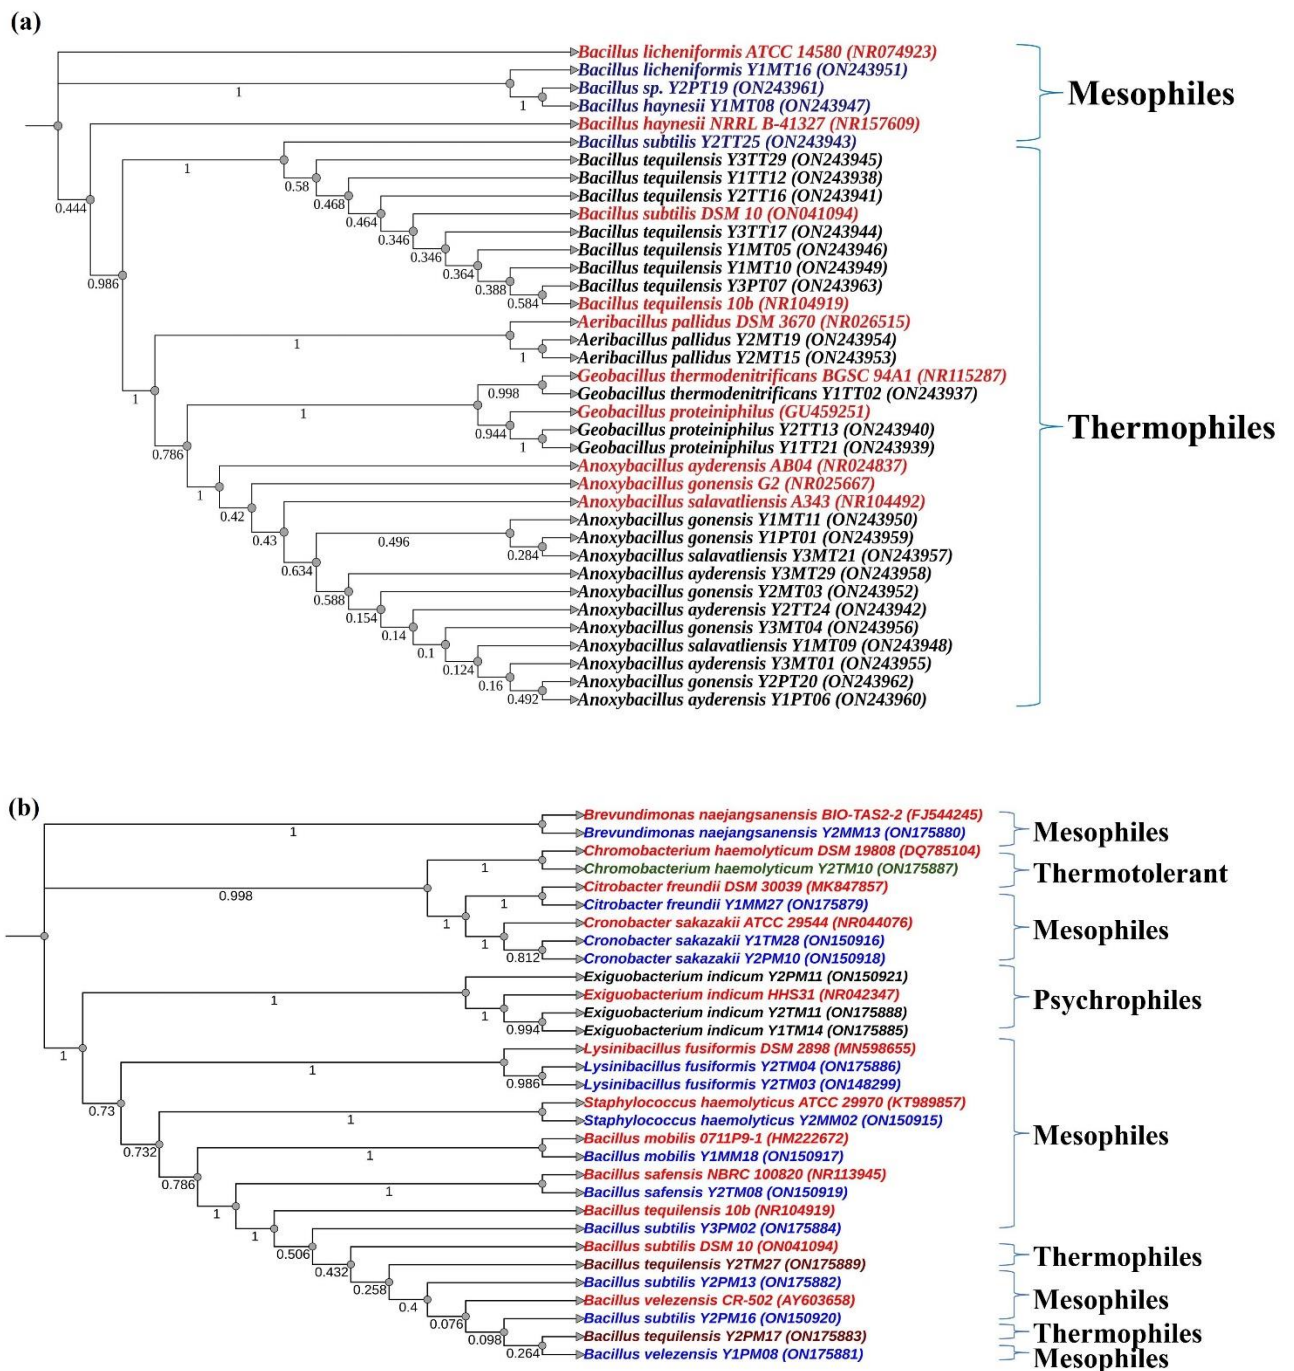 (a)
Bacillus licheniformis ATCC 14580 (NR074923)
Bacillus licheniformis Y1MT16 (ON243951)
Bacillus sp. Y2PT19 (ON243961)
Mesophiles
1
1
Bacillus haynesii Y1MT08 (ON243947)
Bacillus haynesii NRRL B-41327 (NR157609)
Bacillus subtilis Y2TT25 (ON243943)
Bacillus tequilensis Y3TT29 (ON243945)
1
Bacillus tequilensis Y1TT12 (ON243938)
0.58
Bacillus tequilensis Y2TT16 (ON243941)
0.468
0.444
Bacillus subtilis DSM 10 (ON041094)
0.464
Bacillus tequilensis Y3TT17 (ON243944)
0.346
Bacillus tequilensis Y1MT05 (ON243946)
0.346
Bacillus tequilensis Y1MT10 (ON243949)
0.364
0.986
Bacillus tequilensis Y3PT07 (ON243963)
0.388
Bacillus tequilensis 10b (NR104919)
0.584
Aeribacillus pallidus DSM 3670 (NR026515)
Aeribacillus pallidus Y2MT19 (ON243954)
1
Aeribacillus pallidus Y2MT15 (ON243953)
1
Geobacillus thermodenitrificans BGSC 94A1 (NR115287)
Geobacillus thermodenitrificans Y1TT02 (ON243937)
0.998
1
Geobacillus proteiniphilus (GU459251)
1
Thermophiles
Geobacillus proteiniphilus Y2TT13 (ON243940)
0.944
Geobacillus proteiniphilus Y1TT21 (ON243939)
1
0.786
Anoxybacillus ayderensis AB04 (NR024837)
Anoxybacillus gonensis G2 (NR025667)
1
Anoxybacillus salavatliensis A343 (NR104492)
0.42
Anoxybacillus gonensis Y1MT11 (ON243950)
Anoxybacillus gonensis Y1PT01 (ON243959)
0.43
0.496
Anoxybacillus salavatliensis Y3MT21 (ON243957)
0.284
Anoxybacillus ayderensis Y3MT29 (ON243958)
0.634
Anoxybacillus gonensis Y2MT03 (ON243952)
0.588
Anoxybacillus ayderensis Y2TT24 (ON243942)
0.154
Anoxybacillus gonensis Y3MT04 (ON243956)
0.14
Anoxybacillus salavatliensis Y1MT09 (ON243948)
0.1
Anoxybacillus ayderensis Y3MT01 (ON243955)
0.124
Anoxybacillus gonensis Y2PT20 (ON243962)
0.16
Anoxybacillus ayderensis Y1PT06 (ON243960)
0.492
(b)
Brevundimonas naejangsanensis BIO-TAS2-2 (FJ544245)
Brevundimonas naejangsanensis Y2MM13 (ON175880)
1
Mesophiles
Chromobacterium haemolyticum DSM 19808 (DQ785104)
Chromobacterium haemolyticum Y2TM10 (ON175887)
1
Thermotolerant
Citrobacter freundii DSM 30039 (MK847857)
0.998
Citrobacter freundii Y1MM27 (ON175879)
1
Cronobacter sakazakii ATCC 29544 (NR044076)
1
Mesophiles
Cronobacter sakazakii Y1TM28 (ON150916)
1
Cronobacter sakazakii Y2PM10 (ON150918)
0.812
Exiguobacterium indicum Y2PM11 (ON150921)
Exiguobacterium indicum HHS31 (NR042347)
1
Psychrophiles
Exiguobacterium indicum Y2TM11 (ON175888)
1
Exiguobacterium indicum Y1TM14 (ON175885)
0.994
Lysinibacillus fusiformis DSM 2898 (MN598655)
1
Lysinibacillus fusiformis Y2TM04 (ON175886)
1
Lysinibacillus fusiformis Y2TM03 (ON148299)
0.986
Staphylococcus haemolyticus ATCC 29970 (KT989857)
0.73
Staphylococcus haemolyticus Y2MM02 (ON150915)
1
Mesophiles
Bacillus mobilis 0711P9-1 (HM222672)
0.732
Bacillus mobilis Y1MM18 (ON150917)
1
Bacillus safensis NBRC 100820 (NR113945)
0.786
Bacillus safensis Y2TM08 (ON150919)
1
Bacillus tequilensis 10b (NR104919)
1
Bacillus subtilis Y3PM02 (ON175884)
1
Bacillus subtilis DSM 10 (ON041094)
0.506
Thermophiles
Bacillus tequilensis Y2TM27 (ON175889)
0.432
Bacillus subtilis Y2PM13 (ON175882)
0.258
Bacillus velezensis CR-502 (AY603658)
Mesophiles
0.4
Bacillus subtilis Y2PM16 (ON150920)
0.076
Bacillus tequilensis Y2PM17 (ON175883)
Thermophiles
0.098
Bacillus velezensis Y1PM08 (ON175881)
0.264
Mesophiles